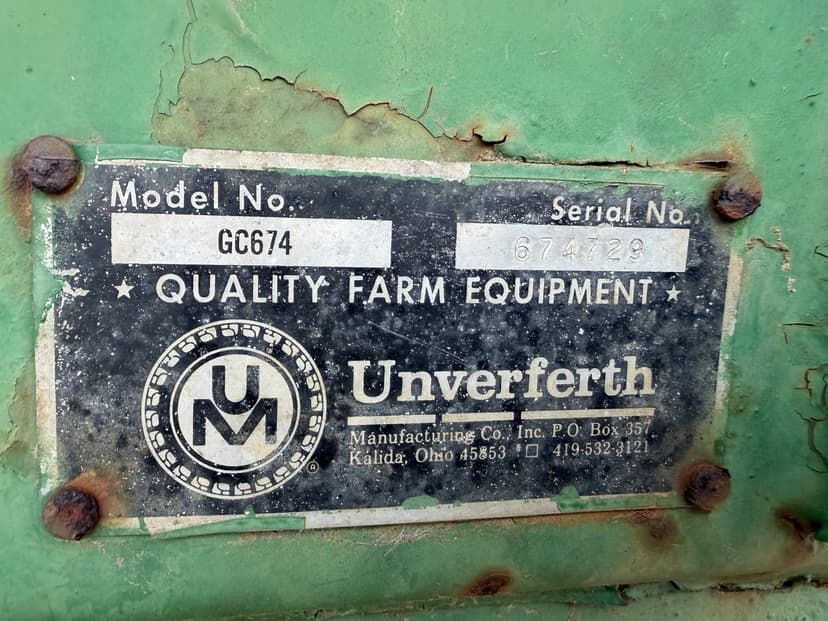 Model No.
Serial No.
GC674
674729
★ QUALITY FARM EQUIPMENT ★
UM
®
Unverferth
Manufacturing Co., Inc. P.O. Box 357
Kalida, Ohio 45853 □ 419-532-3121